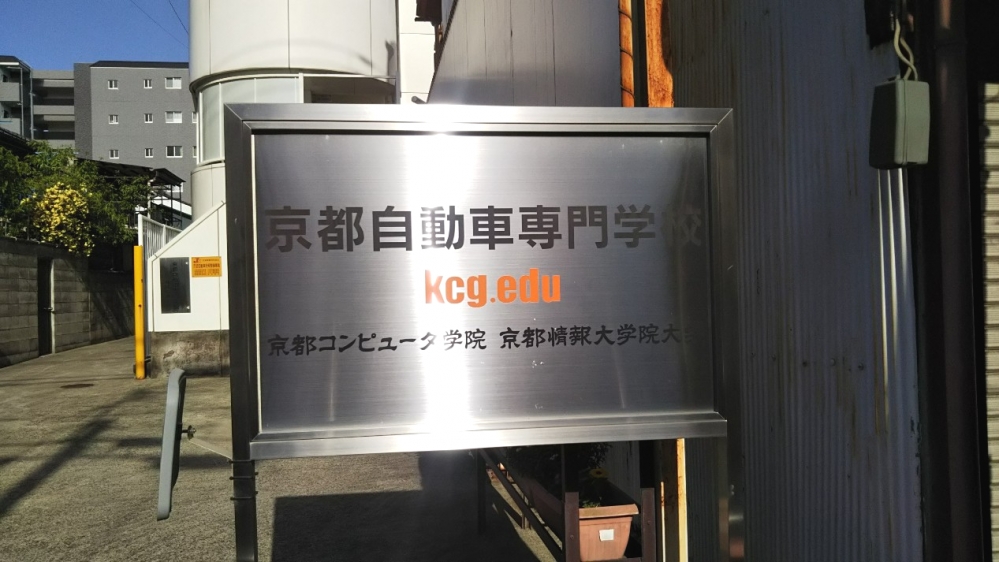 京都自動車専門学校
kcg.edu
京都コンピュータ学院 京都情報大学院大学